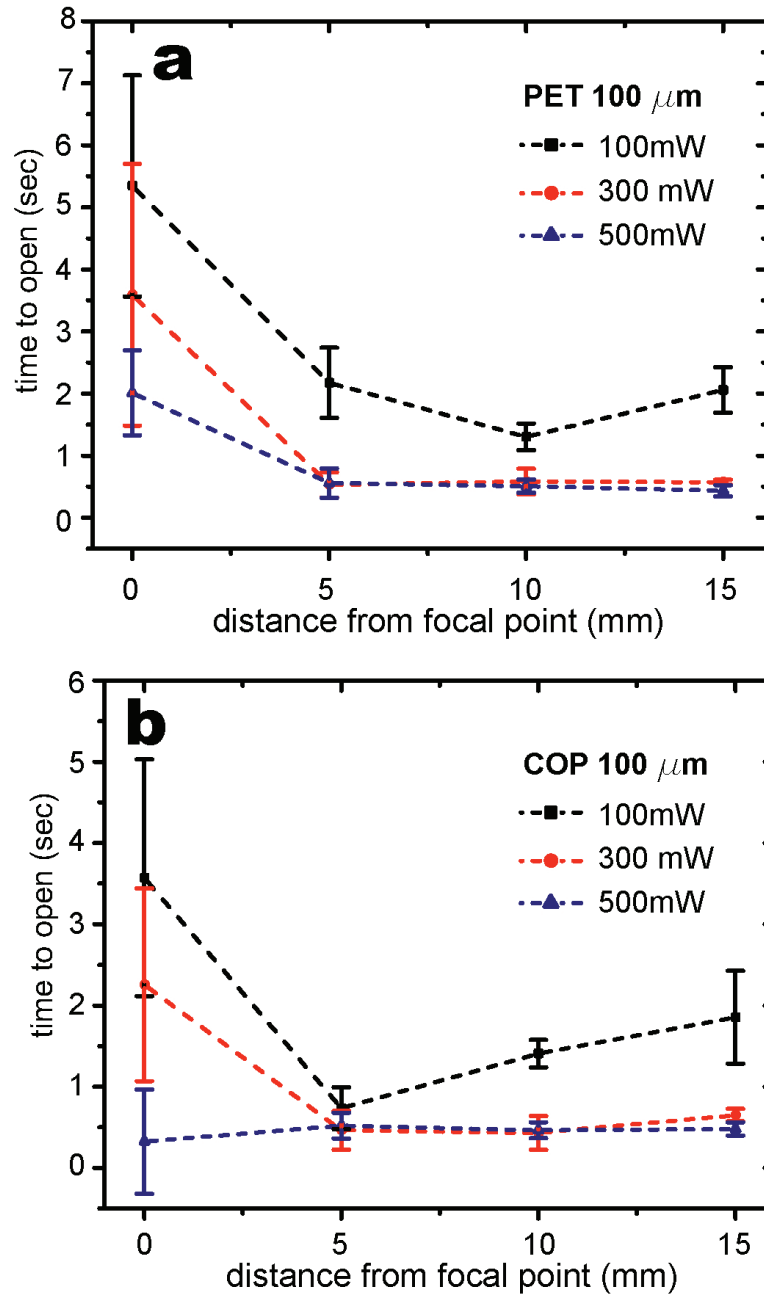 a
PET 100 μm
100mW
300 mW
500mW
8
7
6
5
4
3
2
1
0
time to open (sec)
0 5 10 15
distance from focal point (mm)
b
COP 100 μm
100mW
300 mW
500mW
6
5
4
3
2
1
0
time to open (sec)
0 5 10 15
distance from focal point (mm)